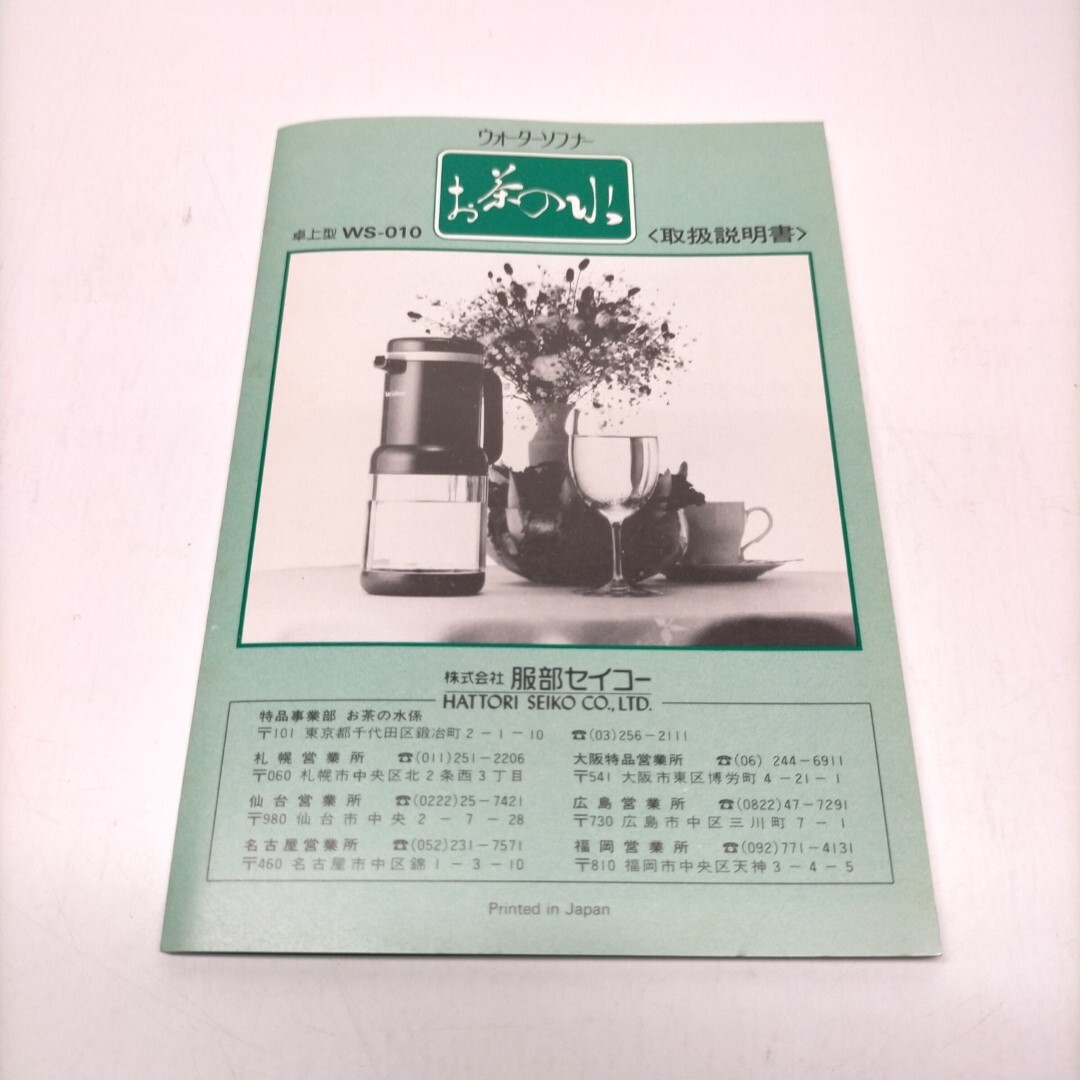 ウォーターソフナー
お茶の水
卓上型 WS-010
〈取扱説明書〉
株式会社 服部セイコー
HATTORI SEIKO CO., LTD.
特品事業部 お茶の水係
〒101 東京都千代田区鍛冶町2-1-10 ☎(03)256-2111
札幌営業所 ☎(011)251-2206
〒060 札幌市中央区北2条西3丁目
大阪特品営業所 ☎(06) 244-6911
〒541 大阪市東区博労町4-21-1
仙台営業所 ☎(0222)25-7421
〒980 仙台市中央2-7-28
広島営業所 ☎(0822)47-7291
〒730 広島市中区三川町7-1
名古屋営業所 ☎(052)231-7571
〒460 名古屋市中区錦1-3-10
福岡営業所 ☎(092)771-4131
〒810 福岡市中央区天神3-4-5
Printed in Japan